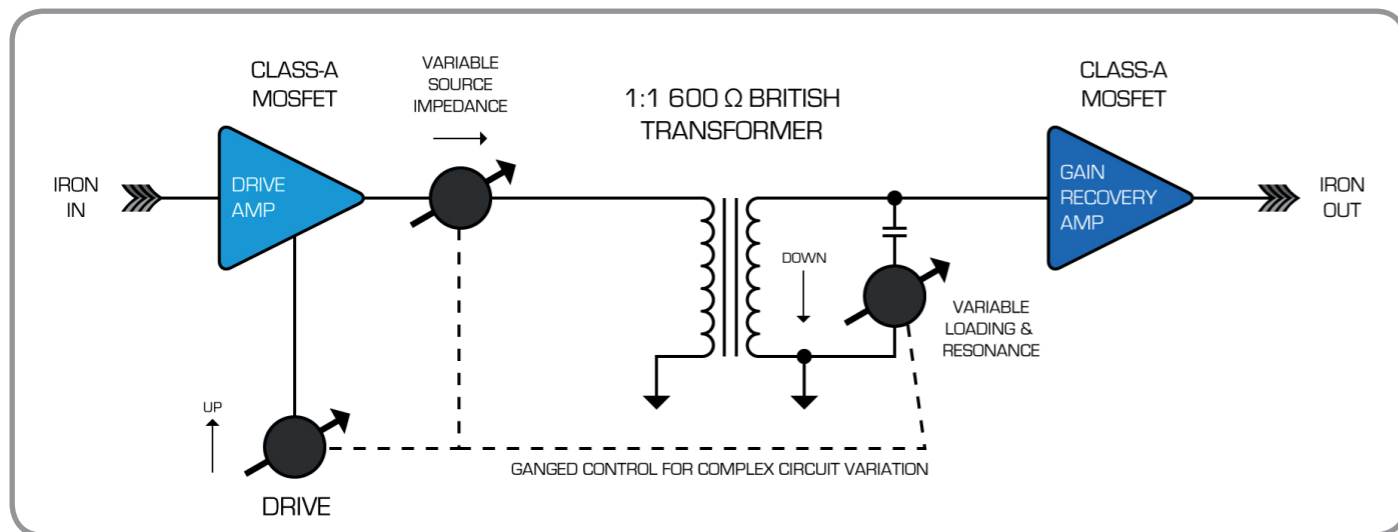 CLASS-A
MOSFET
VARIABLE
SOURCE
IMPEDANCE
1:1 600 Ω BRITISH
TRANSFORMER
CLASS-A
MOSFET
IRON
IN
DRIVE
AMP
GAIN
RECOVERY
AMP
IRON
OUT
DOWN
VARIABLE
LOADING &
RESONANCE
UP
GANGED CONTROL FOR COMPLEX CIRCUIT VARIATION
DRIVE